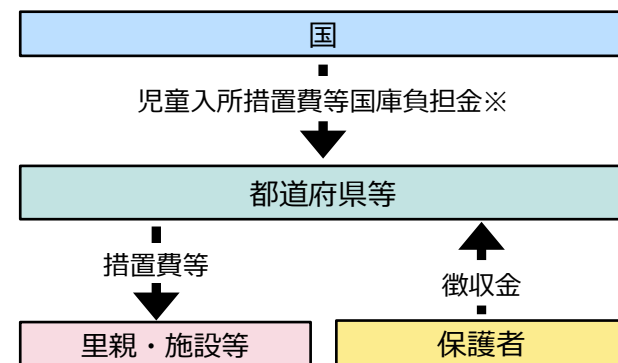 国
児童入所措置費等国庫負担金※
都道府県等
措置費等
徴収金
里親・施設等
保護者